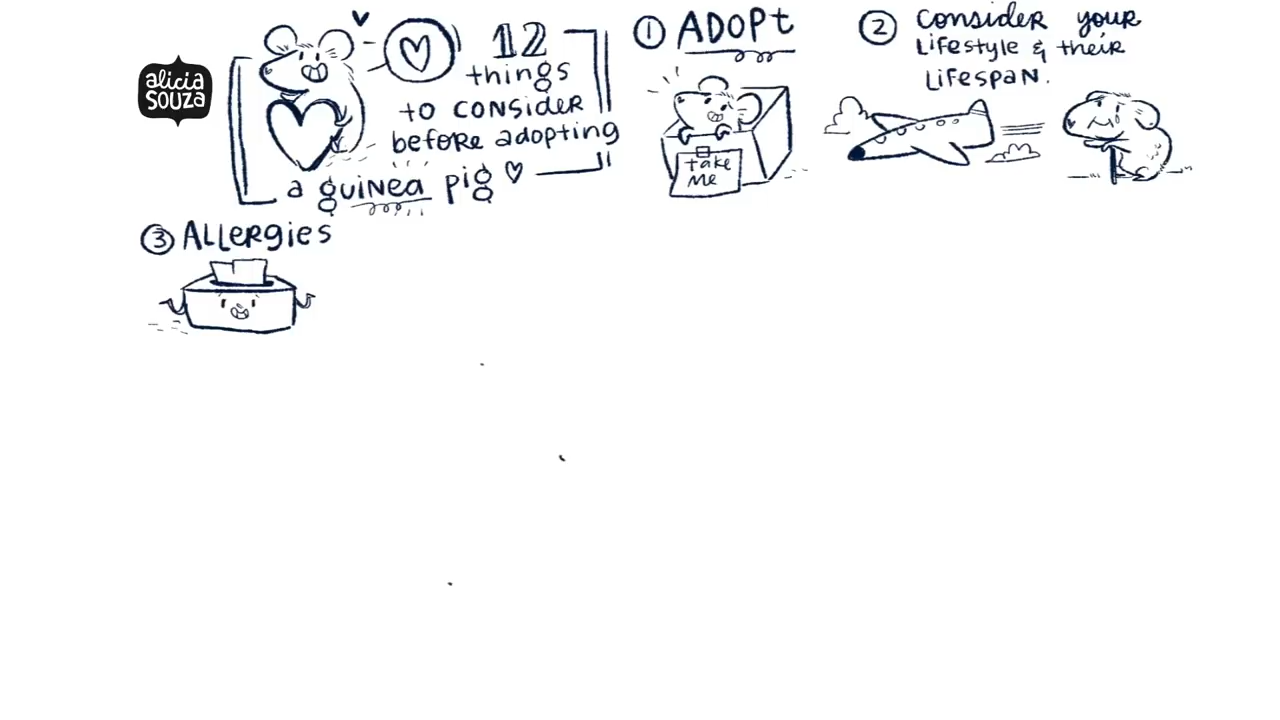 alicia
SOUZA
12
things
to consider
before adopting
a guinea pig
1 ADOPT
take
me
2 Consider your
Lifestyle & their
Lifespan.
3 ALLergies